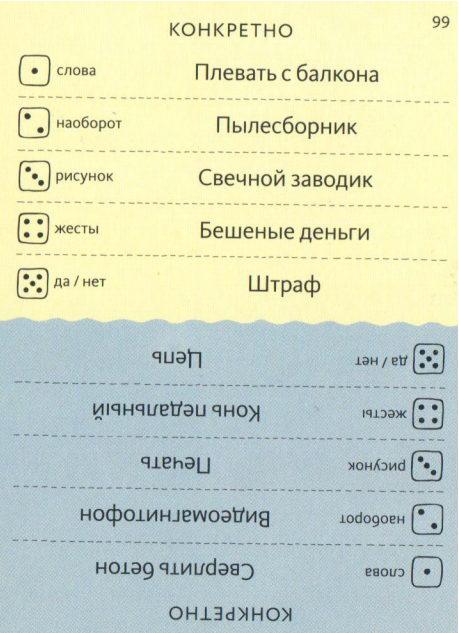 99
КОНКРЕТНО
слова Плевать с балкона
наоборот Пылесборник
рисунок Свечной заводик
жесты Бешеные деньги
да / нет Штраф
КОНКРЕТНО
слова Сверлить бетон
наоборот Видеомагнитофон
рисунок Печать
жесты Конь педальный
да / нет Цепь